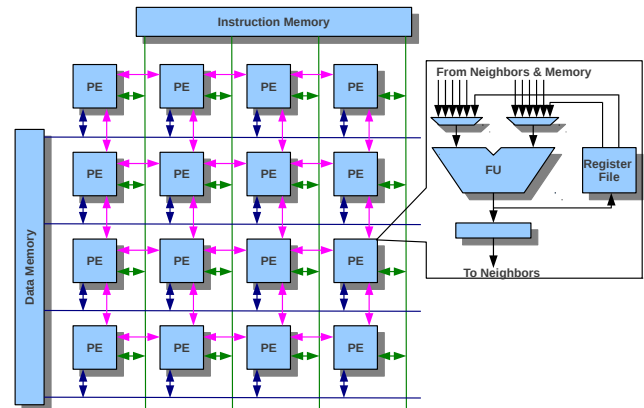 Instruction Memory
From Neighbors & Memory
PE PE PE PE
FU
Register
File
PE PE PE PE
Data Memory
To Neighbors
PE PE PE PE
PE PE PE PE